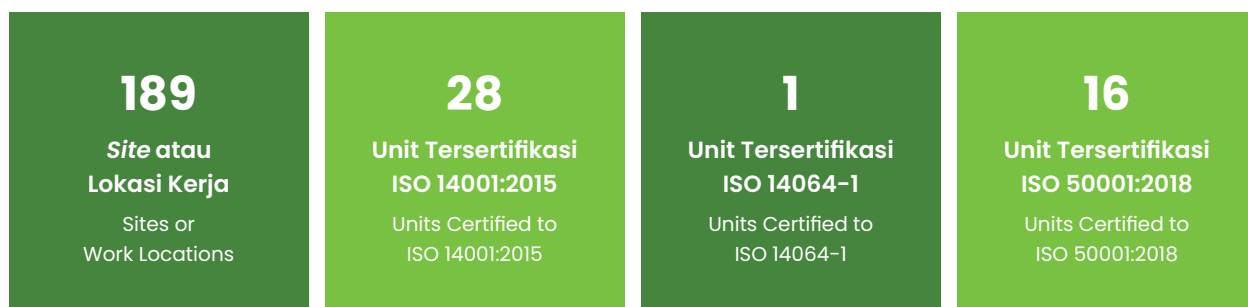 189
Site atau
Lokasi Kerja
Sites or
Work Locations
28
Unit Tersertifikasi
ISO 14001:2015
Units Certified to
ISO 14001:2015
1
Unit Tersertifikasi
ISO 14064-1
Units Certified to
ISO 14064-1
16
Unit Tersertifikasi
ISO 50001:2018
Units Certified to
ISO 50001:2018